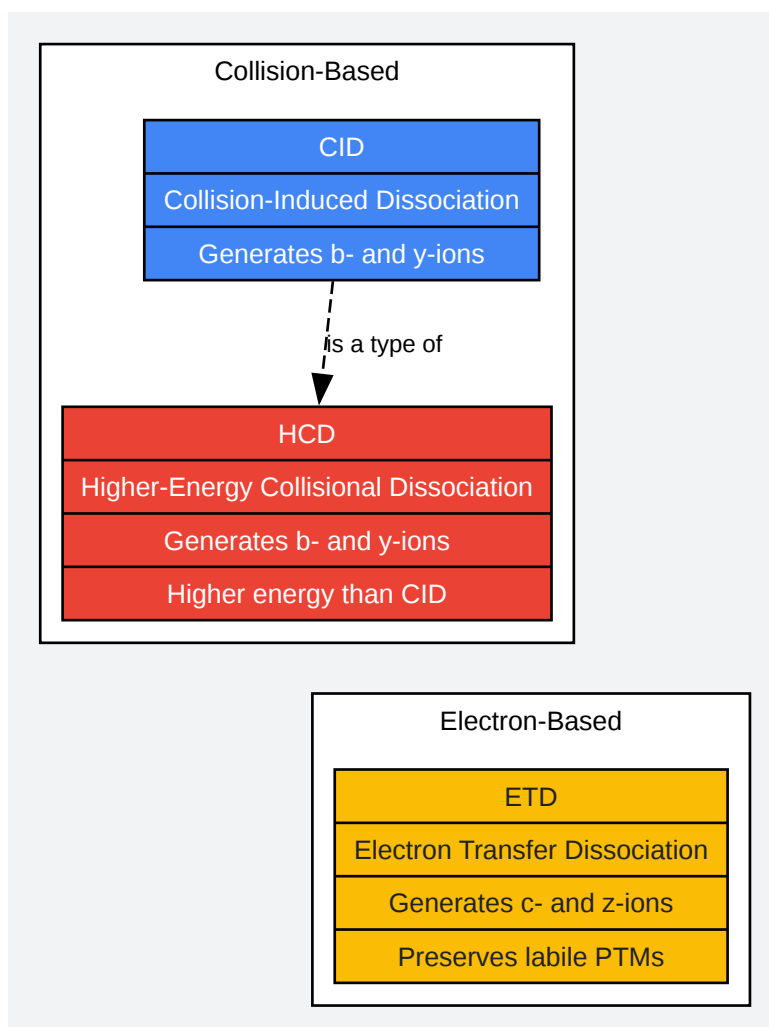 Collision-Based
CID
Collision-Induced Dissociation
Generates b- and y-ions
is a type of
HCD
Higher-Energy Collisional Dissociation
Generates b- and y-ions
Higher energy than CID
Electron-Based
ETD
Electron Transfer Dissociation
Generates c- and z-ions
Preserves labile PTMs